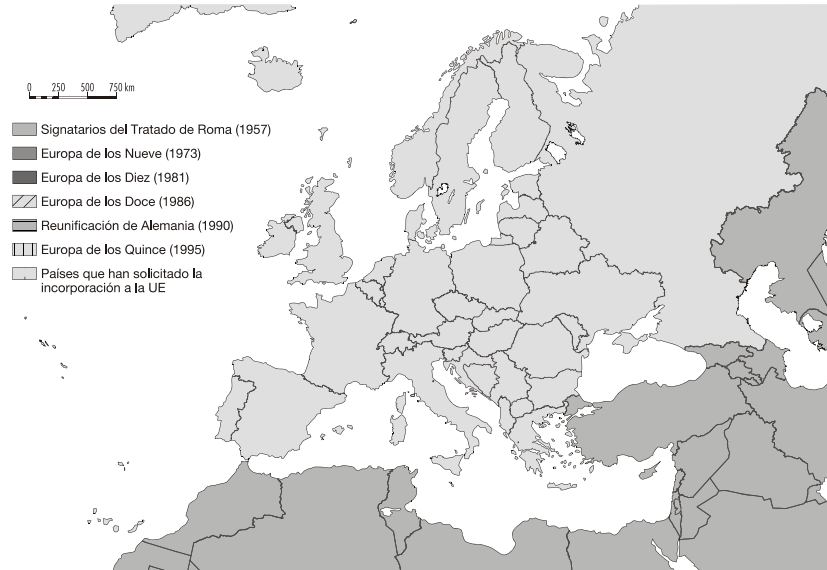 0 250 500 750 km
Signatarios del Tratado de Roma (1957)
Europa de los Nueve (1973)
Europa de los Diez (1981)
Europa de los Doce (1986)
Reunificación de Alemania (1990)
Europa de los Quince (1995)
Países que han solicitado la
incorporación a la UE